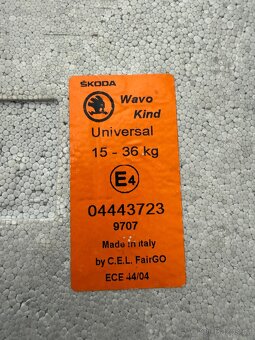 ŠKODA
Wavo
Kind
Universal
15 - 36 kg
E4
04443723
9707
Made in Italy
by C.E.L. FairGO
ECE 44/04